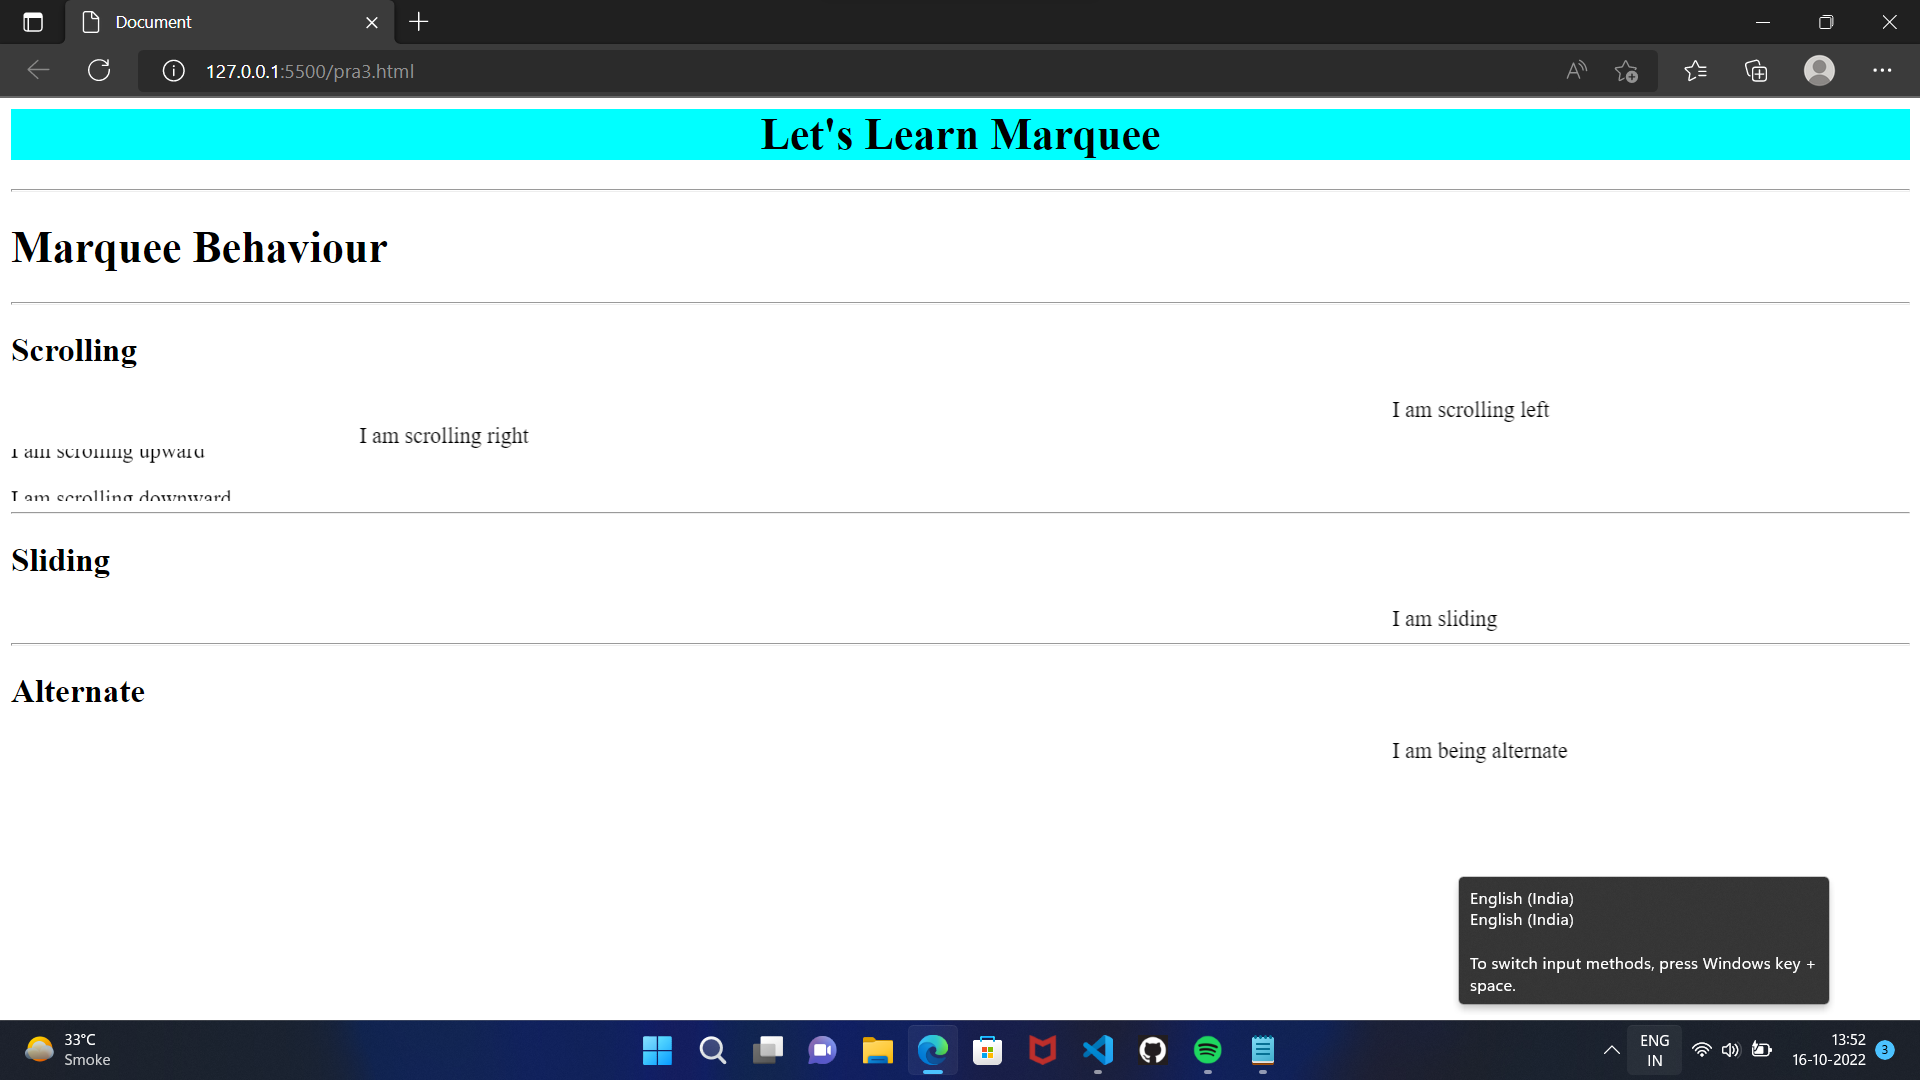 Document
127.0.0.1:5500/pra3.html
Let's Learn Marquee
Marquee Behaviour
Scrolling
I am scrolling left
I am scrolling right
I am scrolling upward
I am scrolling downward
Sliding
I am sliding
Alternate
I am being alternate
English (India)
English (India)
To switch input methods, press Windows key +
space.
33°C
Smoke
ENG
IN
13:52
16-10-2022
3